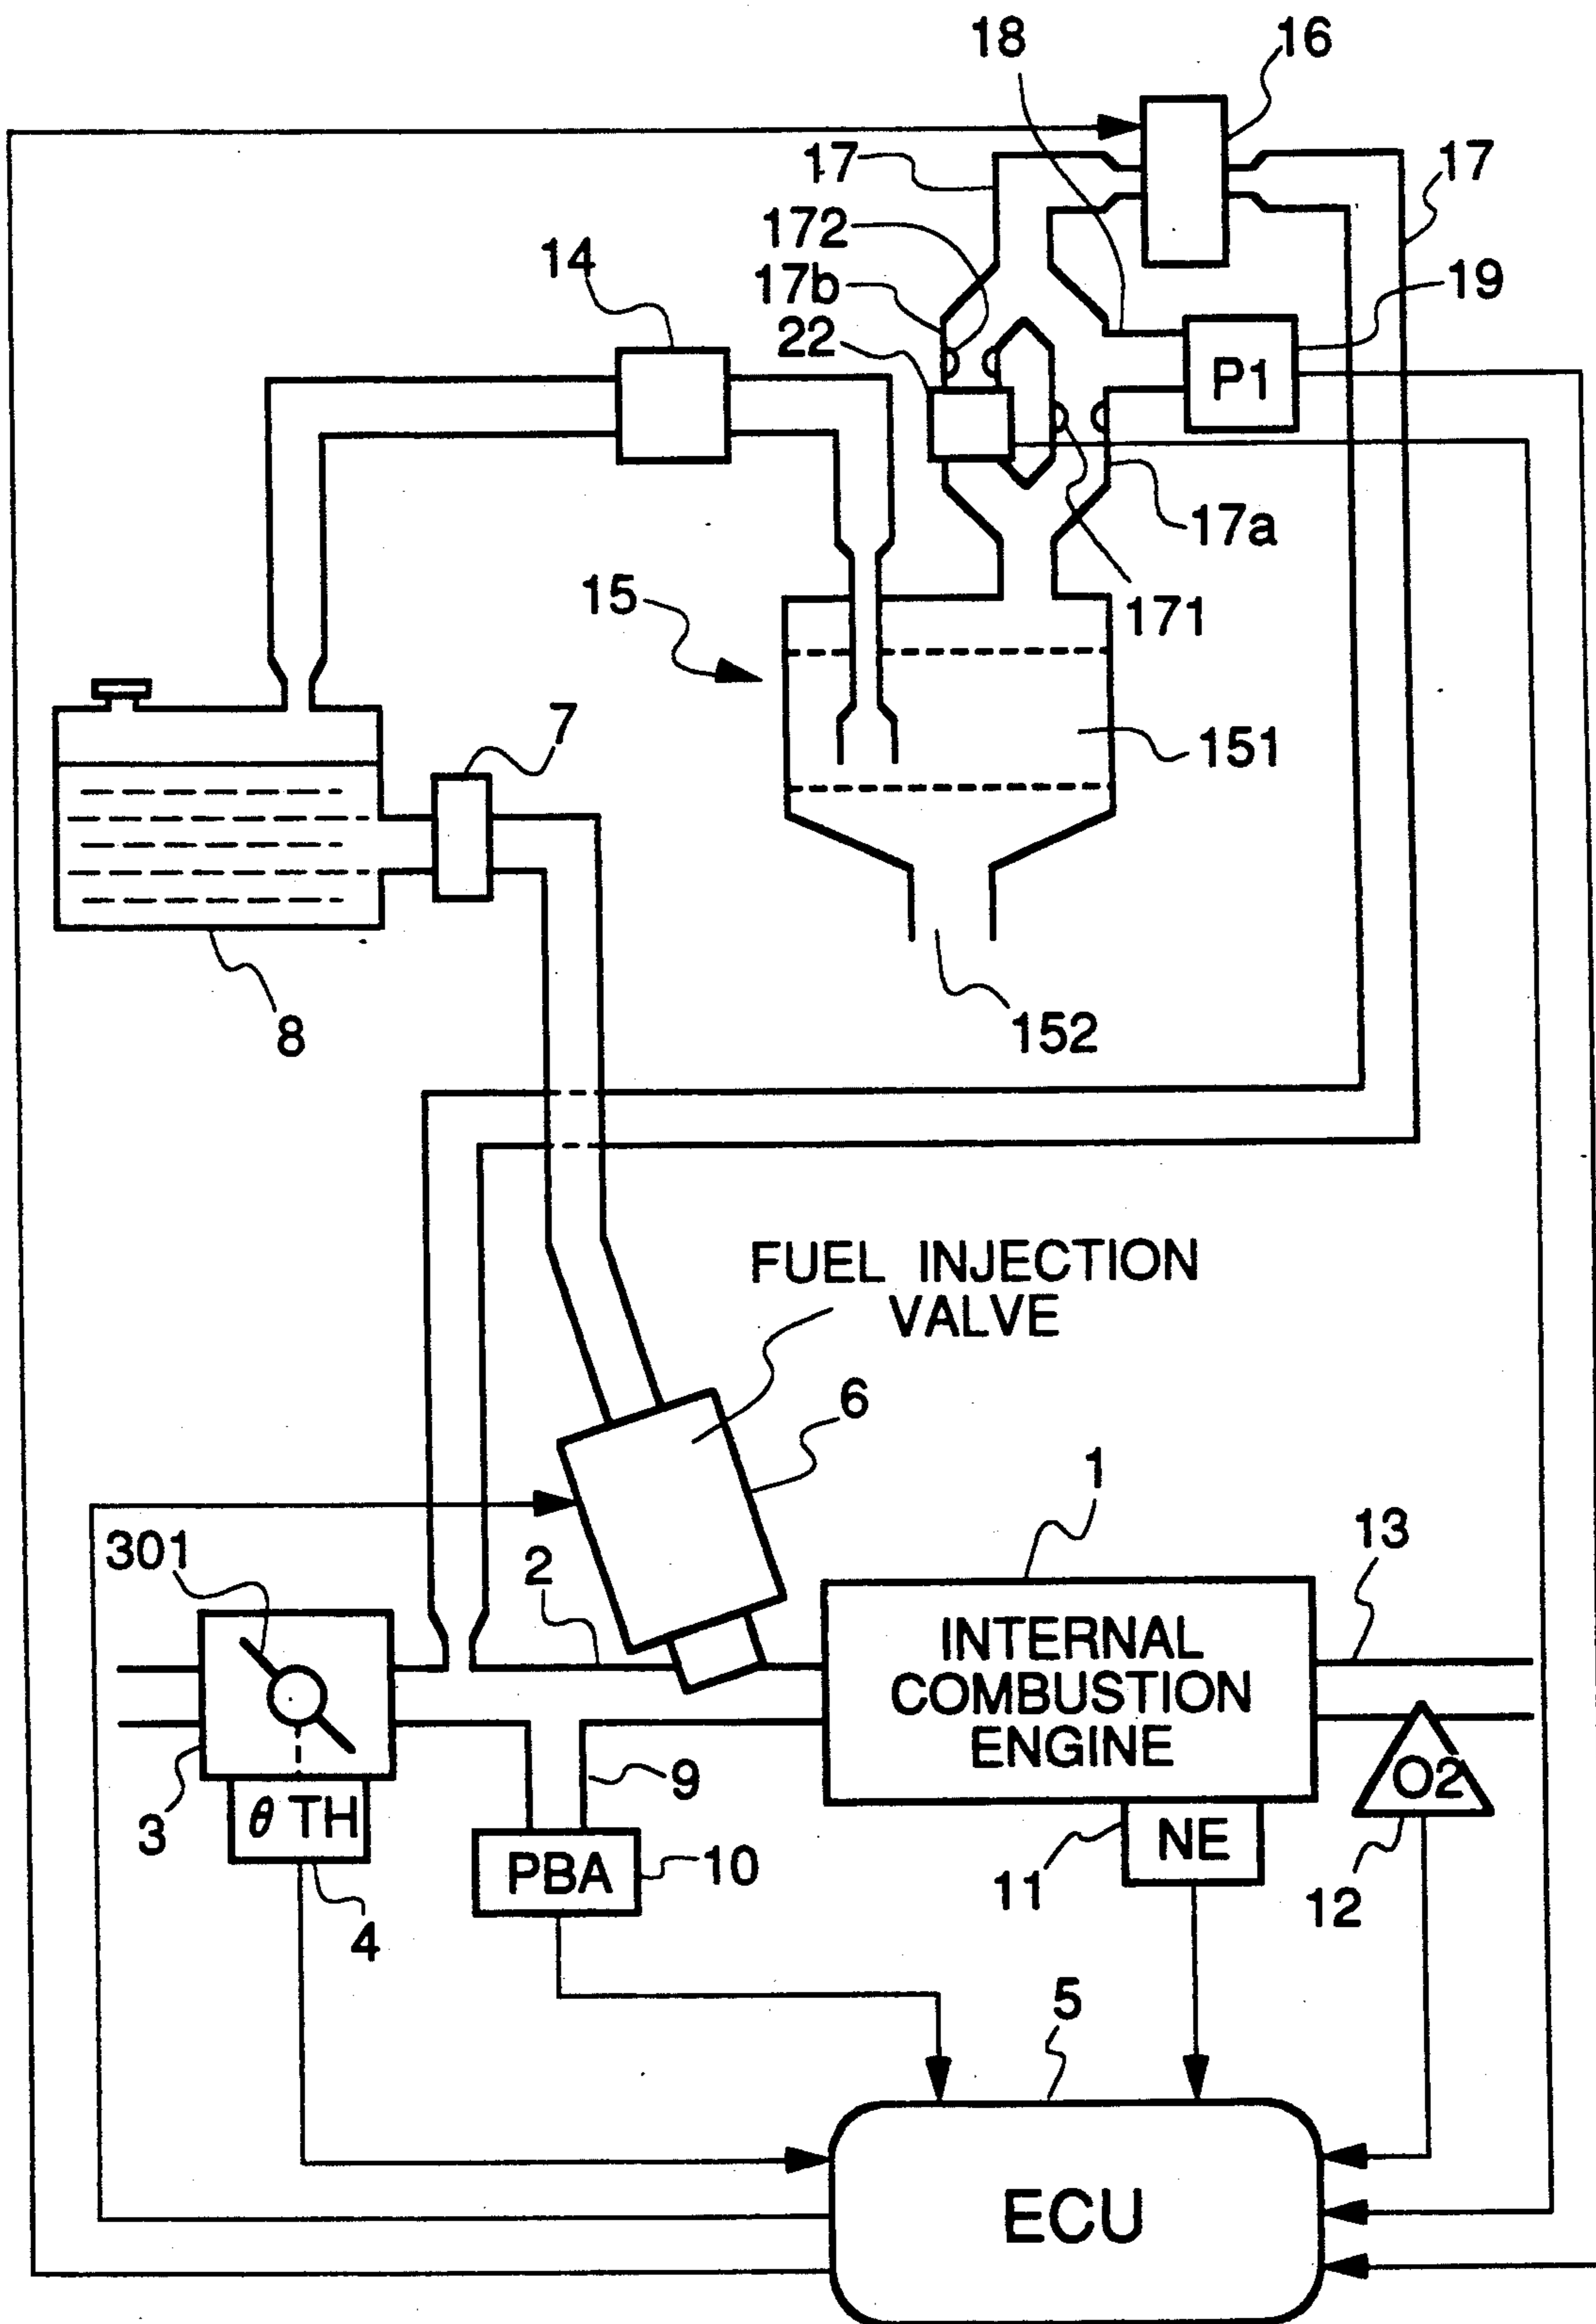 18
16
17
17
172
14
17b
19
22
P1
17a
15
171
7
151
8
152
FUEL INJECTION
VALVE
6
1
13
301
2
INTERNAL
COMBUSTION
ENGINE
O2
3
θ TH
9
PBA
10
11
NE
12
4
5
ECU